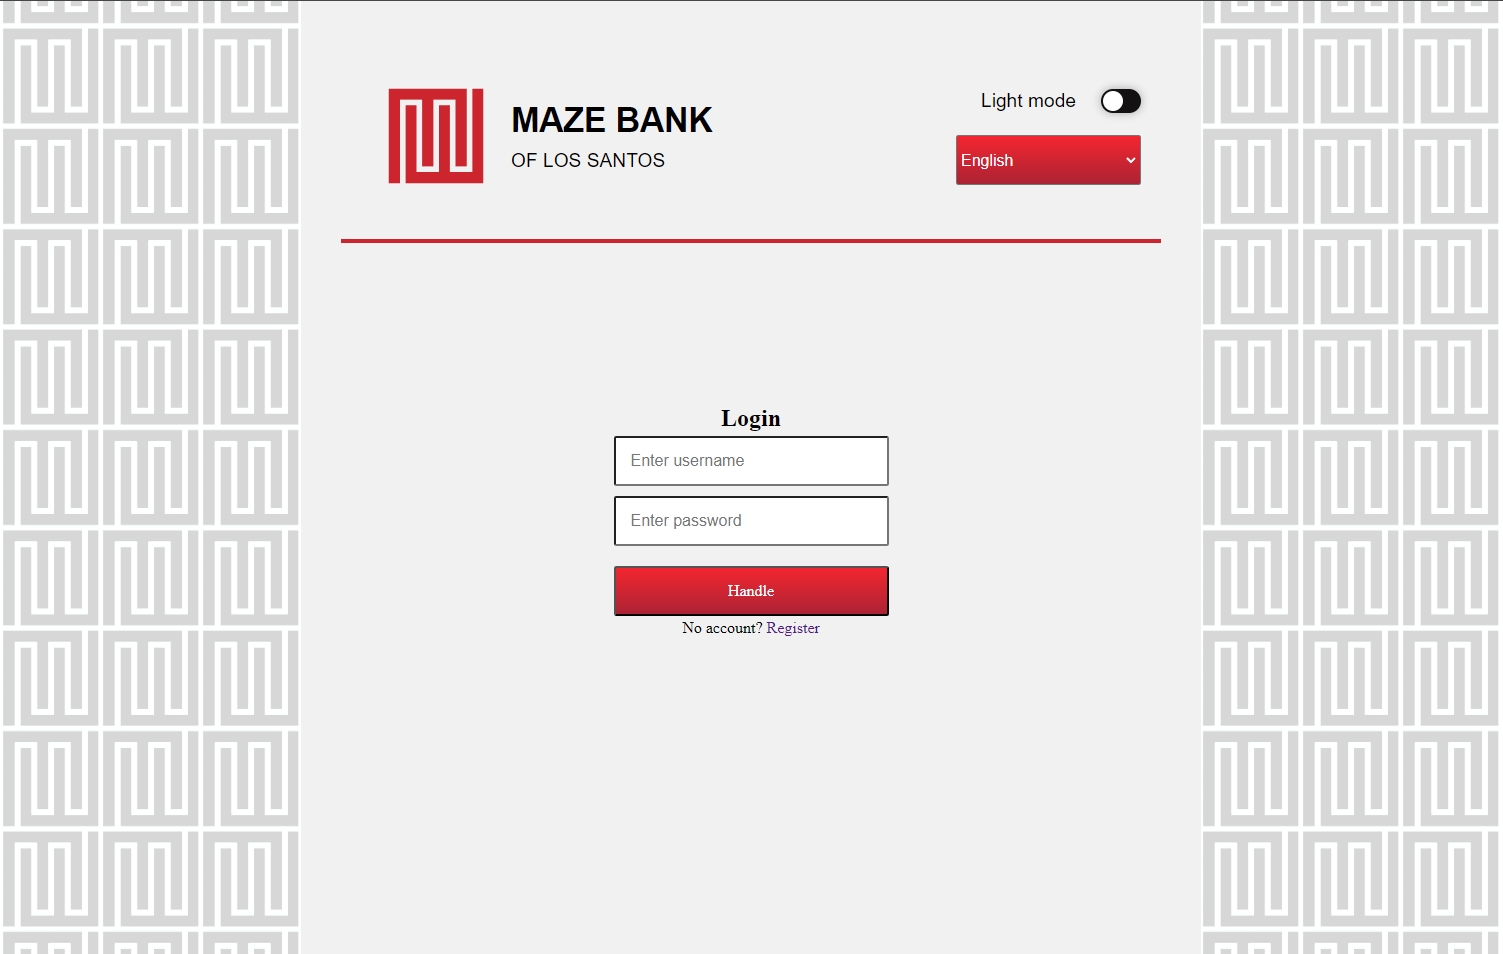 MAZE BANK
OF LOS SANTOS
Light mode
English
Login
Enter username
Enter password
Handle
No account? Register